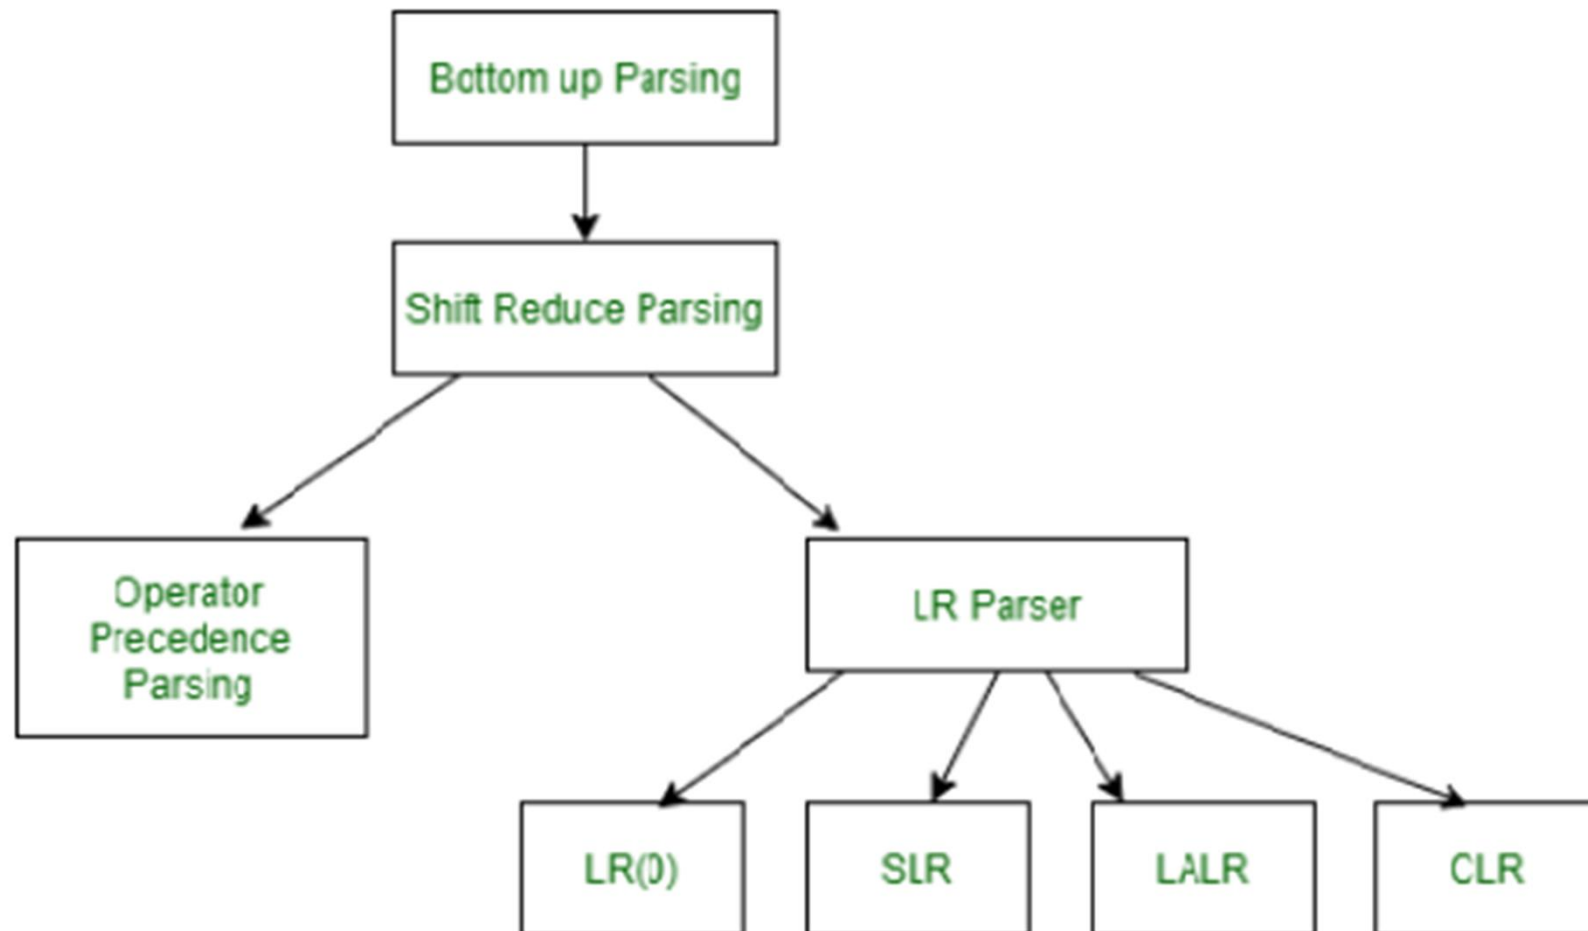 Bottom up Parsing
Shift Reduce Parsing
Operator
Precedence
Parsing
LR Parser
LR(0)
SLR
LALR
CLR